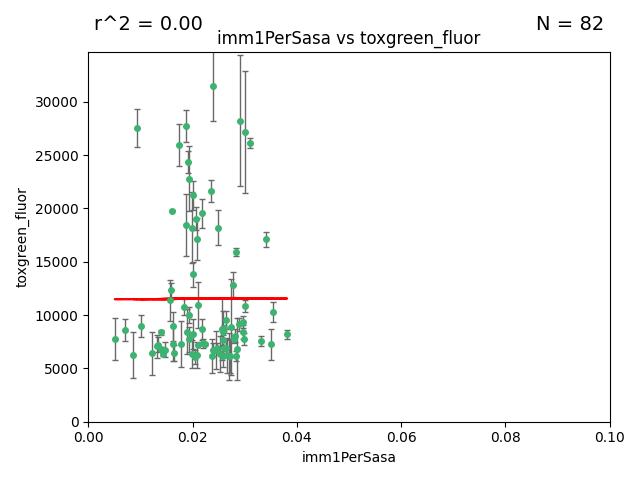 r^2 = 0.00
N = 82
imm1PerSasa vs toxgreen_fluor
30000
25000
20000
15000
10000
5000
0
toxgreen_fluor
0.00
0.02
0.04
0.06
0.08
0.10
imm1PerSasa